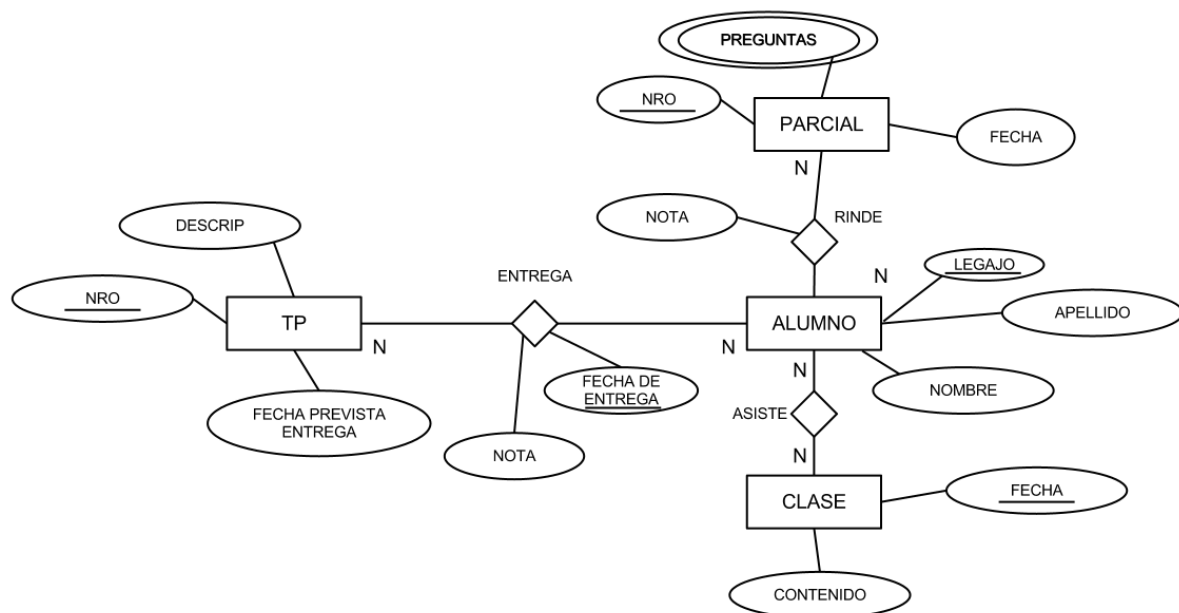 PREGUNTAS
NRO
PARCIAL
FECHA
N
NOTA
RINDE
DESCRIP
LEGAJO
ENTREGA
N
NRO
TP
ALUMNO
APELLIDO
N
N
FECHA DE
ENTREGA
N
NOMBRE
FECHA PREVISTA
ENTREGA
ASISTE
NOTA
N
CLASE
FECHA
CONTENIDO